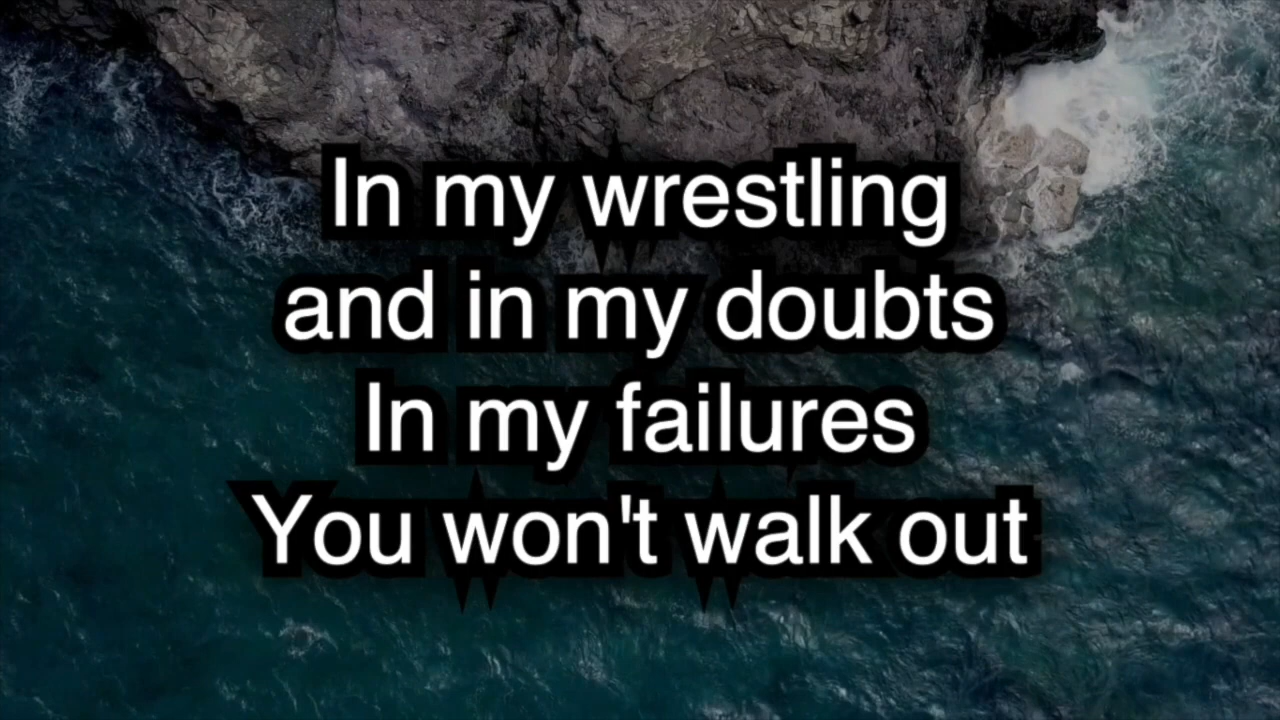 In my wrestling
and in my doubts
In my failures
You won't walk out